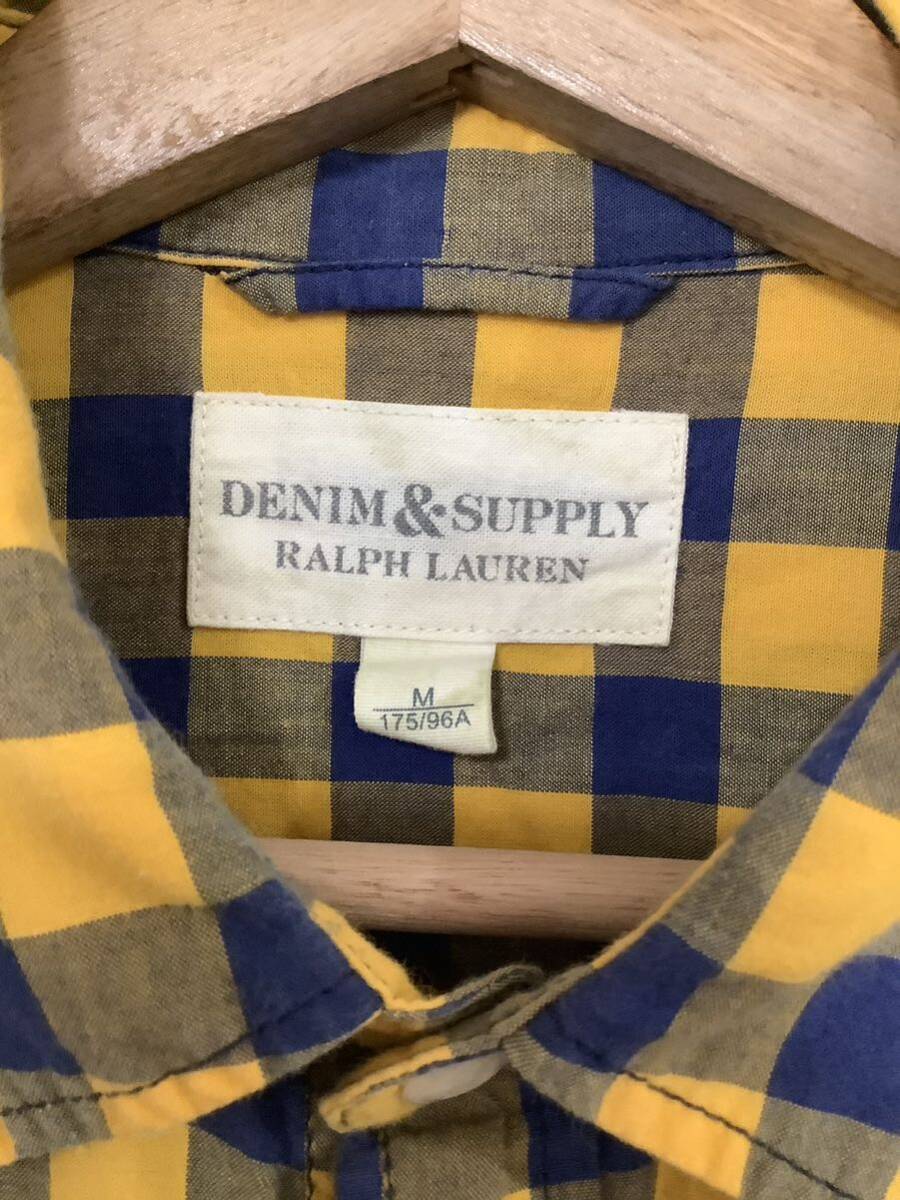 DENIM & SUPPLY
RALPH LAUREN
M
175/96A